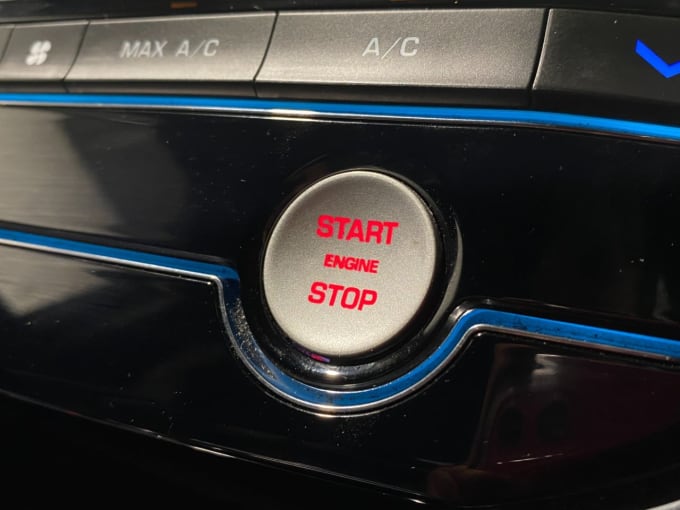 MAX A/C
A/C
START
ENGINE
STOP